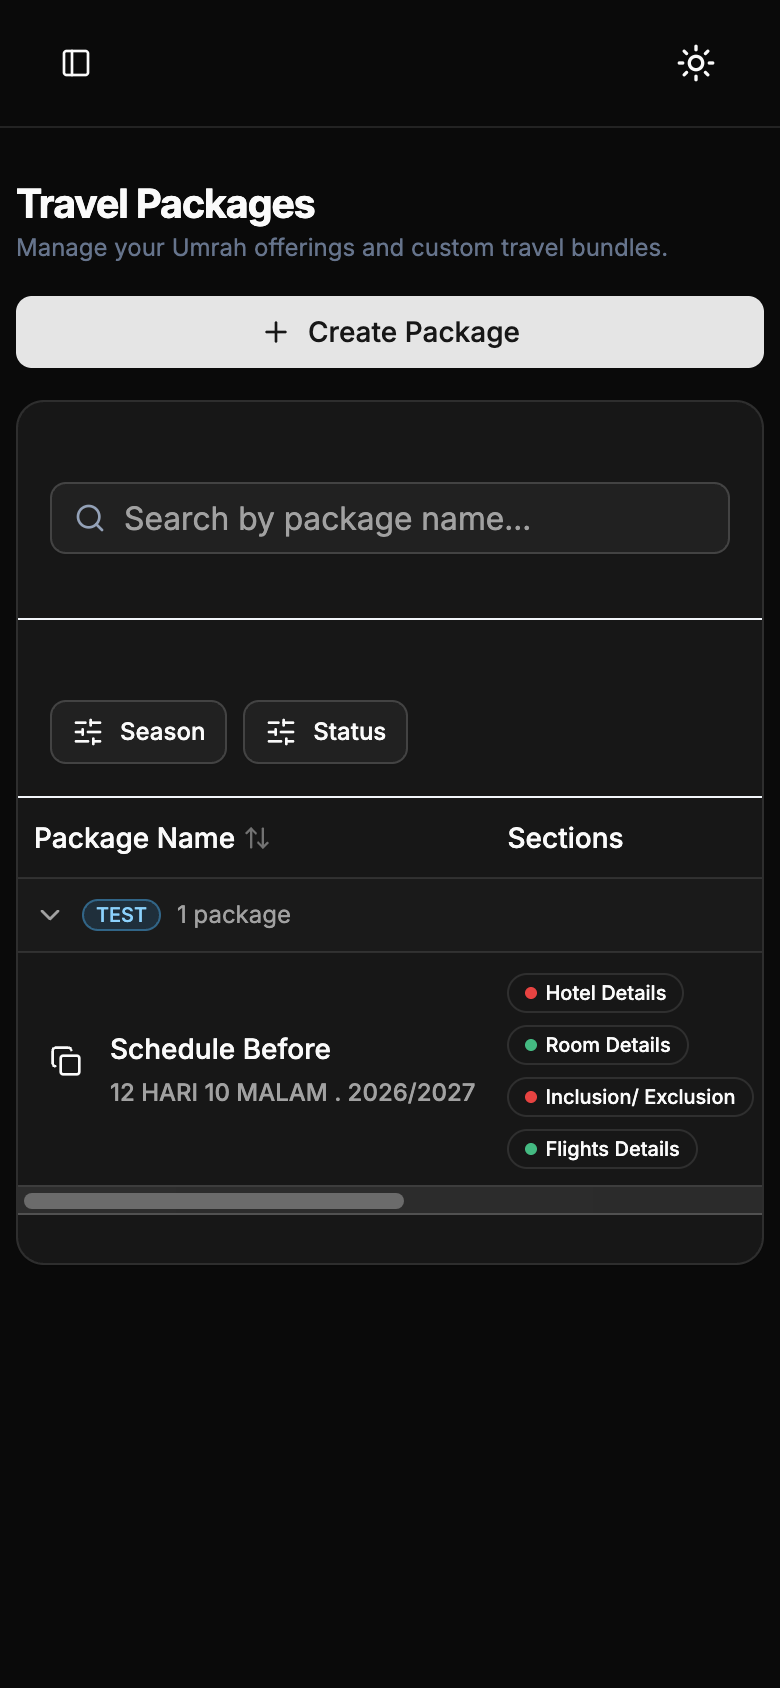 Travel Packages
Manage your Umrah offerings and custom travel bundles.
Create Package
Search by package name...
Season Status
Package Name Sections
TEST 1 package
Schedule Before
12 HARI 10 MALAM . 2026/2027
Hotel Details
Room Details
Inclusion/ Exclusion
Flights Details